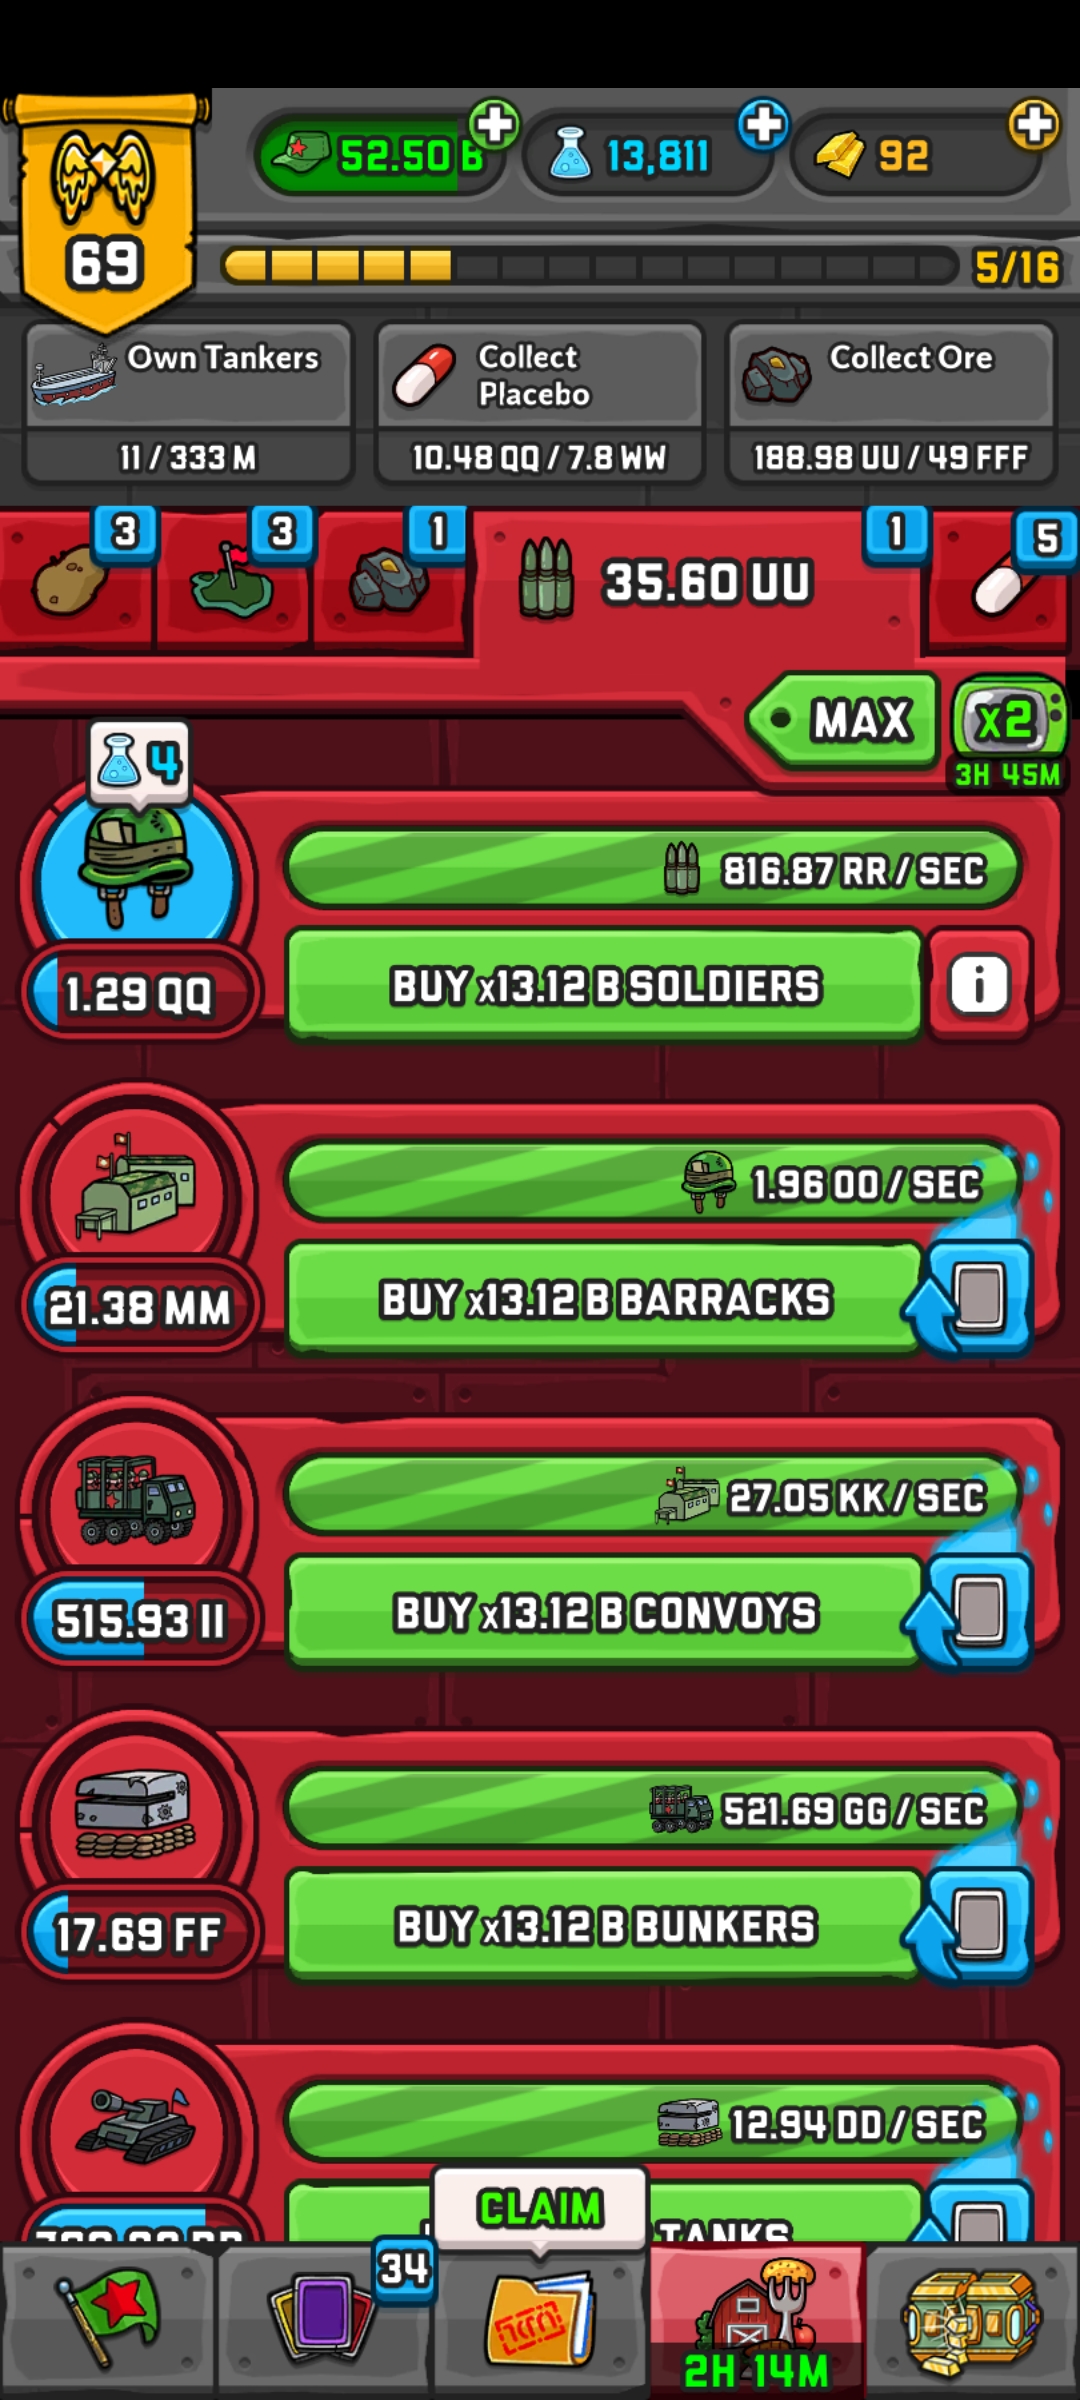 52.50 B
13,811
92
69
5/16
Own Tankers
11 / 333 M
Collect
Placebo
10.48 QQ / 7.8 WW
Collect Ore
188.98 UU / 49 FFF
3
3
1
35.60 UU
1
5
MAX
x2
3H 45M
4
816.87 RR / SEC
1.29 QQ
BUY x13.12 B SOLDIERS
i
1.96 OO / SEC
21.38 MM
BUY x13.12 B BARRACKS
27.05 KK / SEC
515.93 II
BUY x13.12 B CONVOYS
521.69 GG / SEC
17.69 FF
BUY x13.12 B BUNKERS
12.94 DD / SEC
TANKS
CLAIM
34
2H 14M